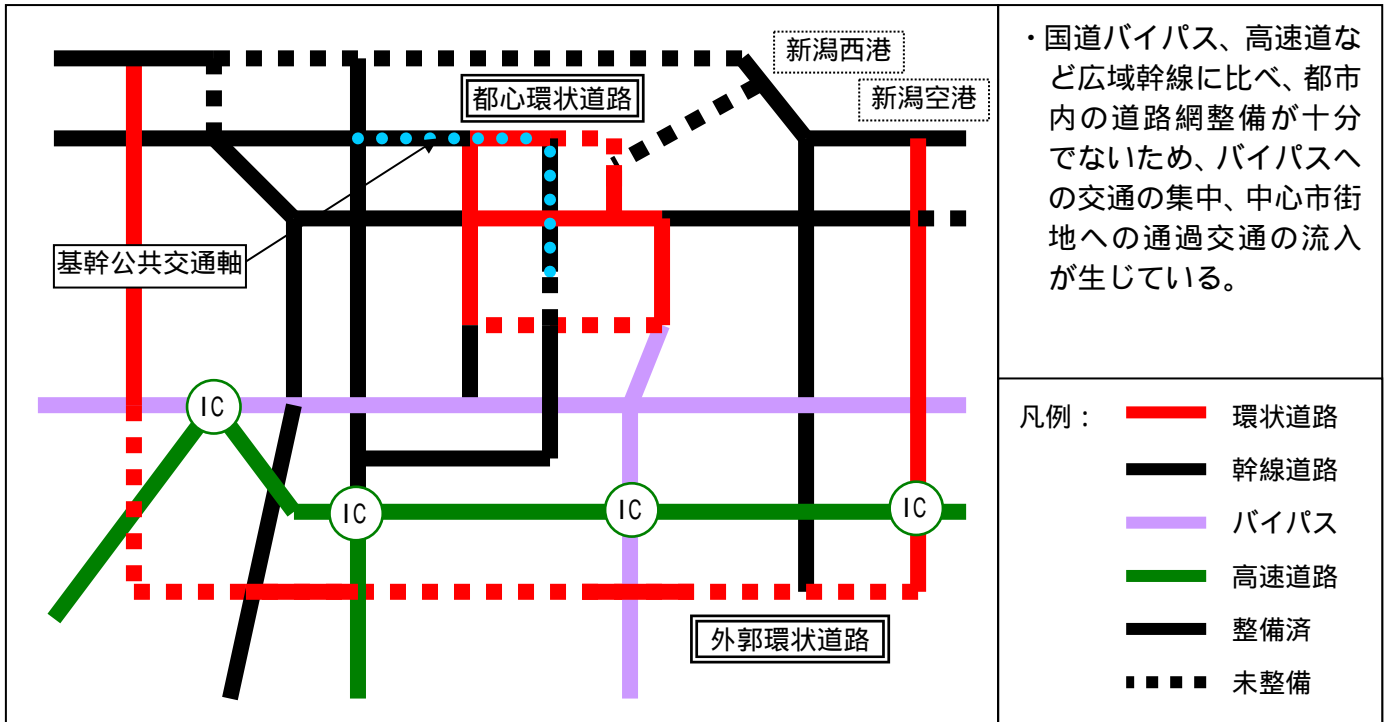 新潟西港
都心環状道路
新潟空港
基幹公共交通軸
IC
IC
IC
IC
外郭環状道路
・国道バイパス、高速道な
ど広域幹線に比べ、都市
内の道路網整備が十分
でないため、バイパスへ
の交通の集中、中心市街
地への通過交通の流入
が生じている。
凡例：
環状道路
幹線道路
バイパス
高速道路
整備済
未整備